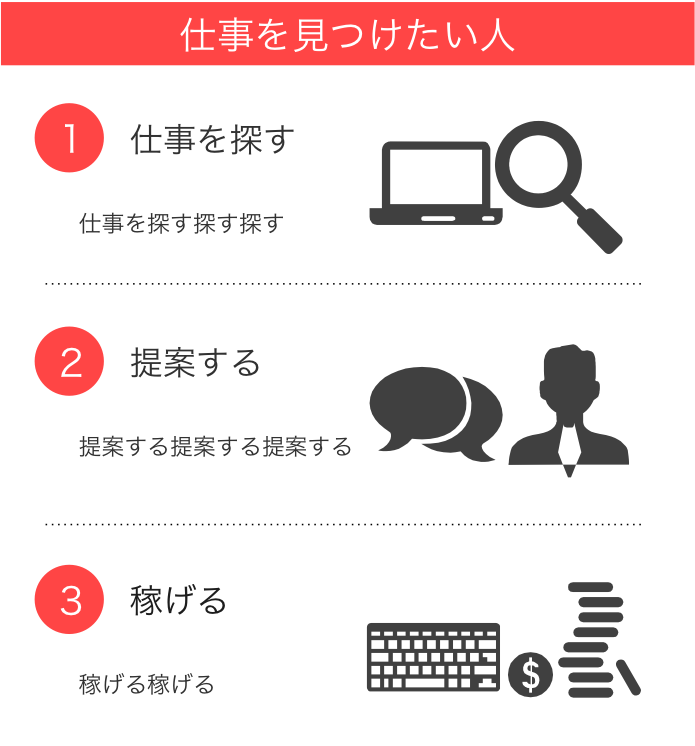 仕事を見つけたい人
1 仕事を探す
仕事を探す探す探す
2 提案する
提案する提案する提案する
3 稼げる
稼げる稼げる
$